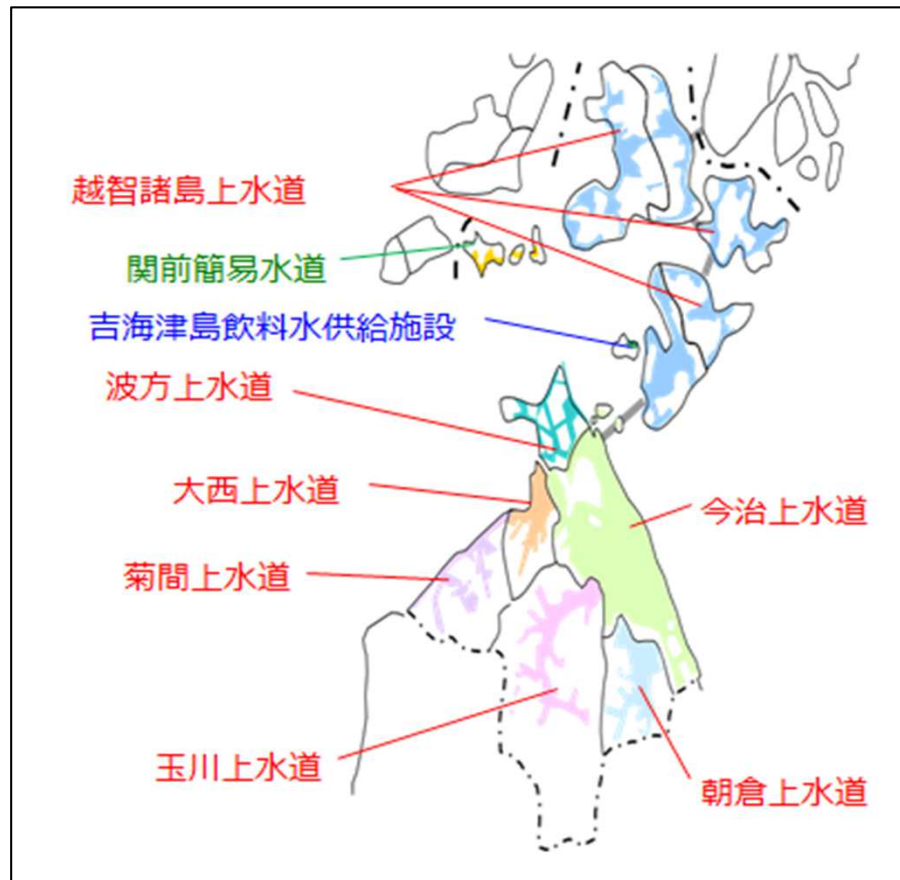 越智諸島上水道
関前簡易水道
吉海津島飲料水供給施設
波方上水道
大西上水道
今治上水道
菊間上水道
玉川上水道
朝倉上水道